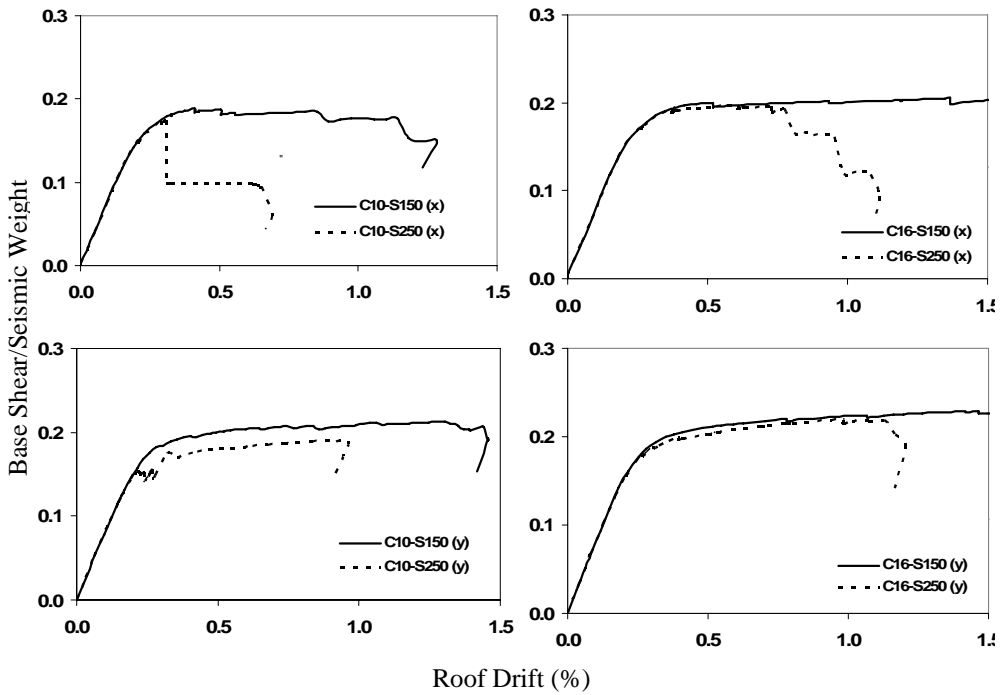 Base Shear/Seismic Weight
0.3
0.2
0.1
0.0
0.0 0.5 1.0 1.5
C10-S150 (x)
C10-S250 (x)
0.3
0.2
0.1
0.0
0.0 0.5 1.0 1.5
C16-S150 (x)
C16-S250 (x)
0.3
0.2
0.1
0.0
0.0 0.5 1.0 1.5
C10-S150 (y)
C10-S250 (y)
0.3
0.2
0.1
0.0
0.0 0.5 1.0 1.5
C16-S150 (y)
C16-S250 (y)
Roof Drift (%)